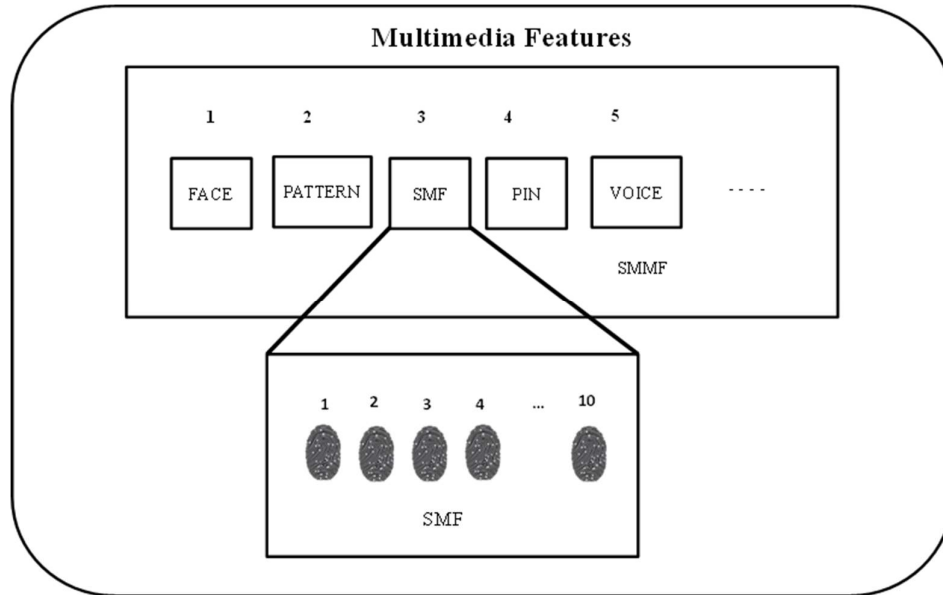 Multimedia Features
1 2 3 4 5
FACE PATTERN SMF PIN VOICE - - - -
SMMF
1 2 3 4 ... 10
SMF